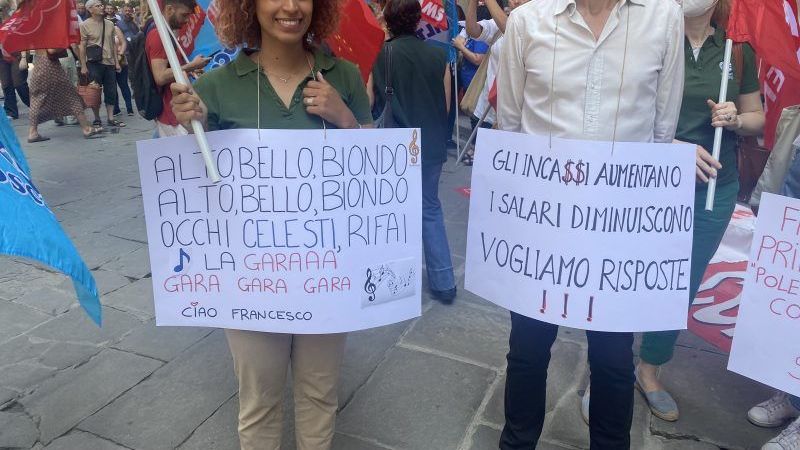 ALTO, BELLO, BIONDO
ALTO, BELLO, BIONDO
OCCHI CELESTI, RIFAI
LA GARAAA
GARA GARA GARA
CIAO FRANCESCO
GLI INCA$$I AUMENTANO
I SALARI DIMINUISCONO
VOGLIAMO RISPOSTE
!!!